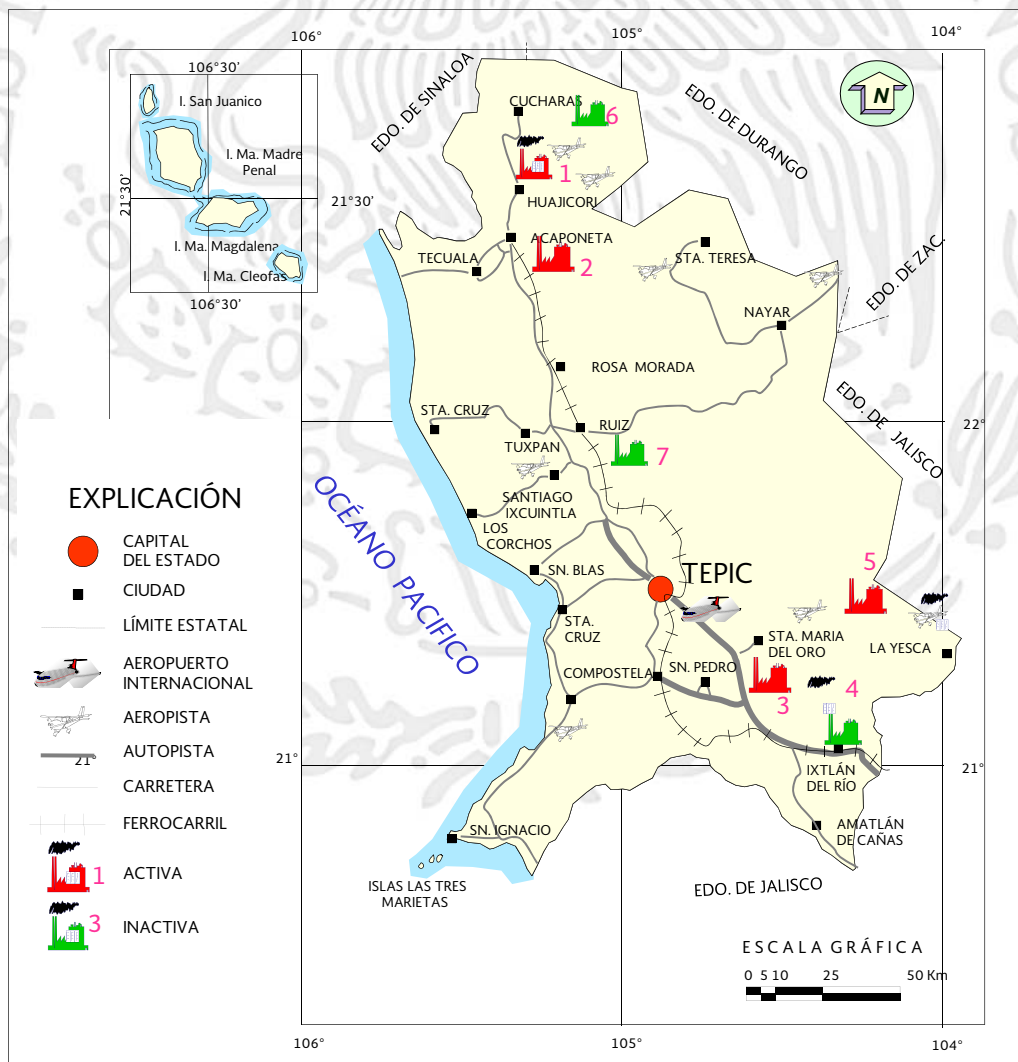 106°
105°
104°
106°30'
I. San Juanico
I. Ma. Madre
Penal
21°30'
I. Ma. Magdalena
I. Ma. Cleofas
106°30'
21°30'
EDO. DE SINALOA
EDO. DE DURANGO
N
CUCHARAS
6
1
HUAJICORI
ACAPONETA
TECUALA
2
STA. TERESA
EDO. DE ZAC.
NAYAR
ROSA MORADA
EDO. DE JALISCO
STA. CRUZ
RUIZ
22°
TUXPAN
7
SANTIAGO
IXCUINTLA
LOS
CORCHOS
OCÉANO PACIFICO
SN. BLAS
TEPIC
5
STA.
CRUZ
STA. MARIA
DEL ORO
LA YESCA
COMPOSTELA
SN. PEDRO
3
4
21°
21°
IXTLÁN
DEL RÍO
SN. IGNACIO
AMATLÁN
DE CAÑAS
ISLAS LAS TRES
MARIETAS
EDO. DE JALISCO
EXPLICACIÓN
CAPITAL
DEL ESTADO
CIUDAD
LÍMITE ESTATAL
AEROPUERTO
INTERNACIONAL
AEROPISTA
AUTOPISTA
21°
CARRETERA
FERROCARRIL
1 ACTIVA
3 INACTIVA
ESCALA GRÁFICA
0 5 10 25 50 Km
106°
105°
104°